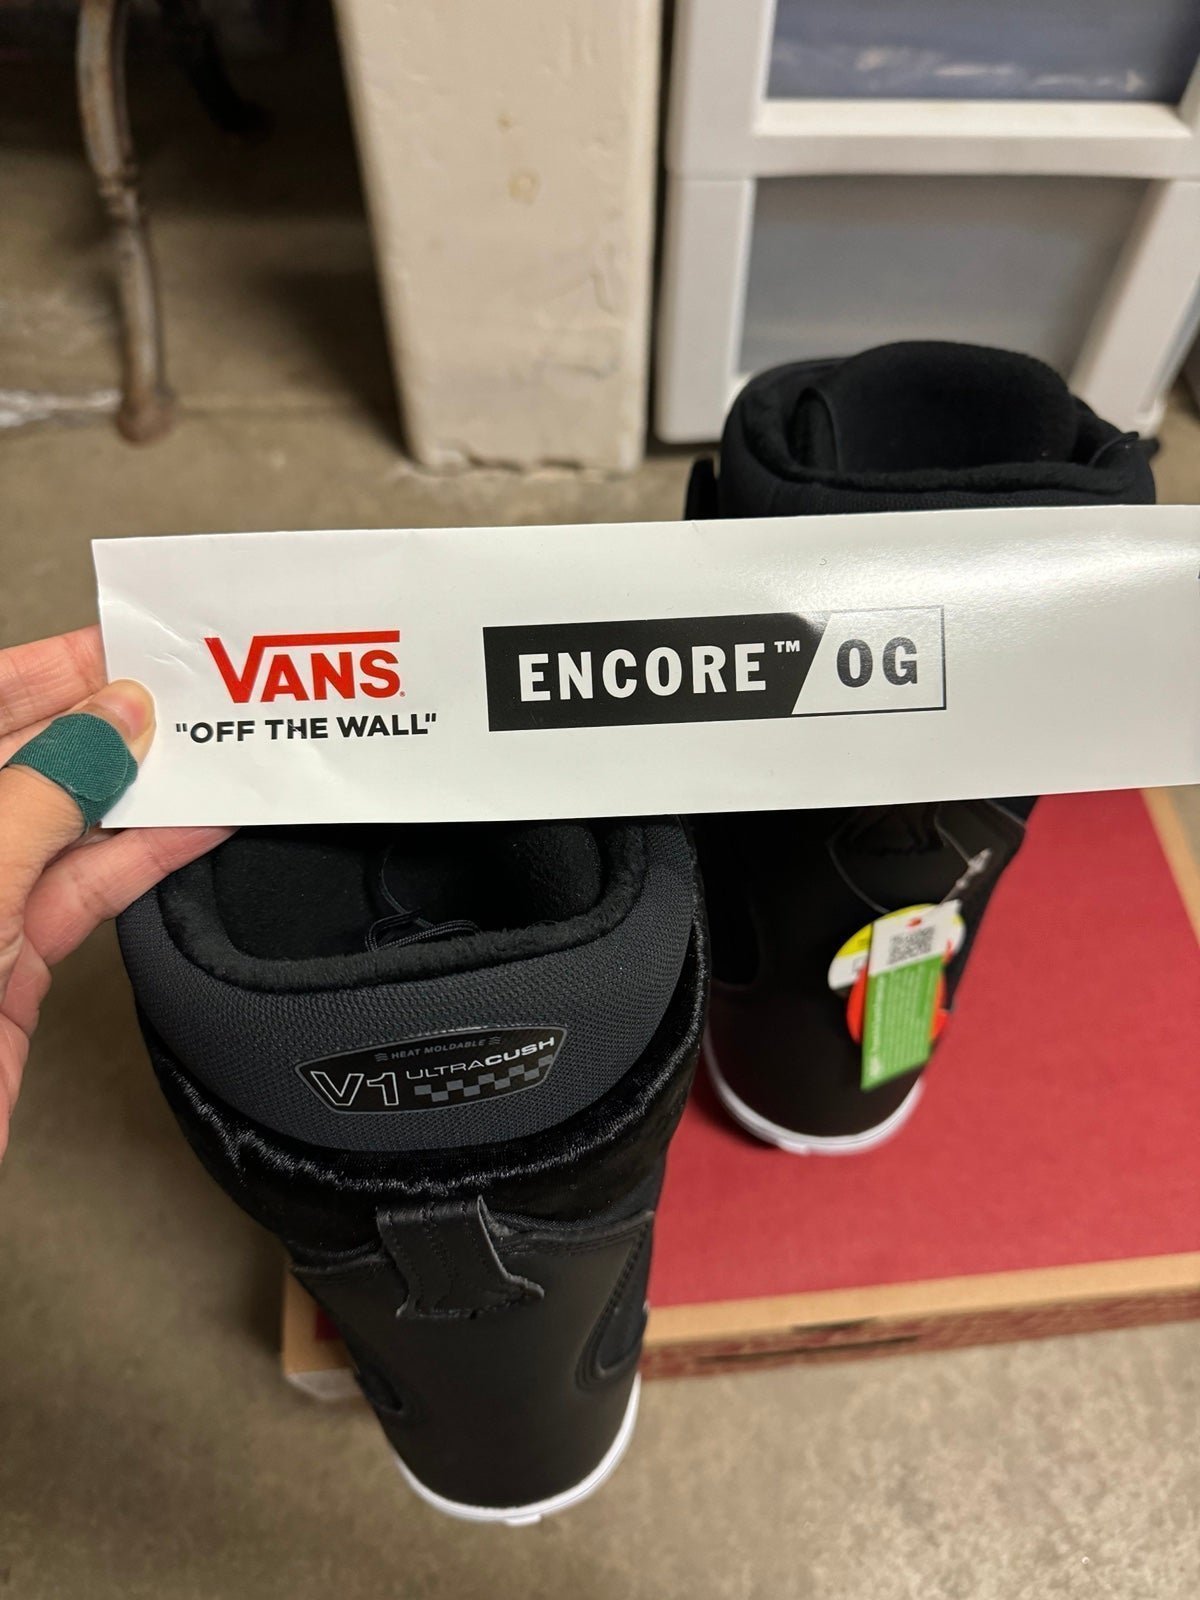 VANS
"OFF THE WALL"
ENCORE™ OG
HEAT MOLDABLE
V1 ULTRACUSH